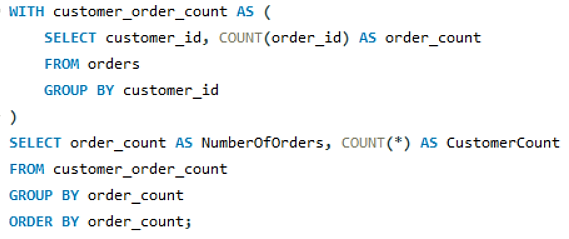 WITH customer_order_count AS (
    SELECT customer_id, COUNT(order_id) AS order_count
    FROM orders
    GROUP BY customer_id
)
SELECT order_count AS NumberOfOrders, COUNT(*) AS CustomerCount
FROM customer_order_count
GROUP BY order_count
ORDER BY order_count;